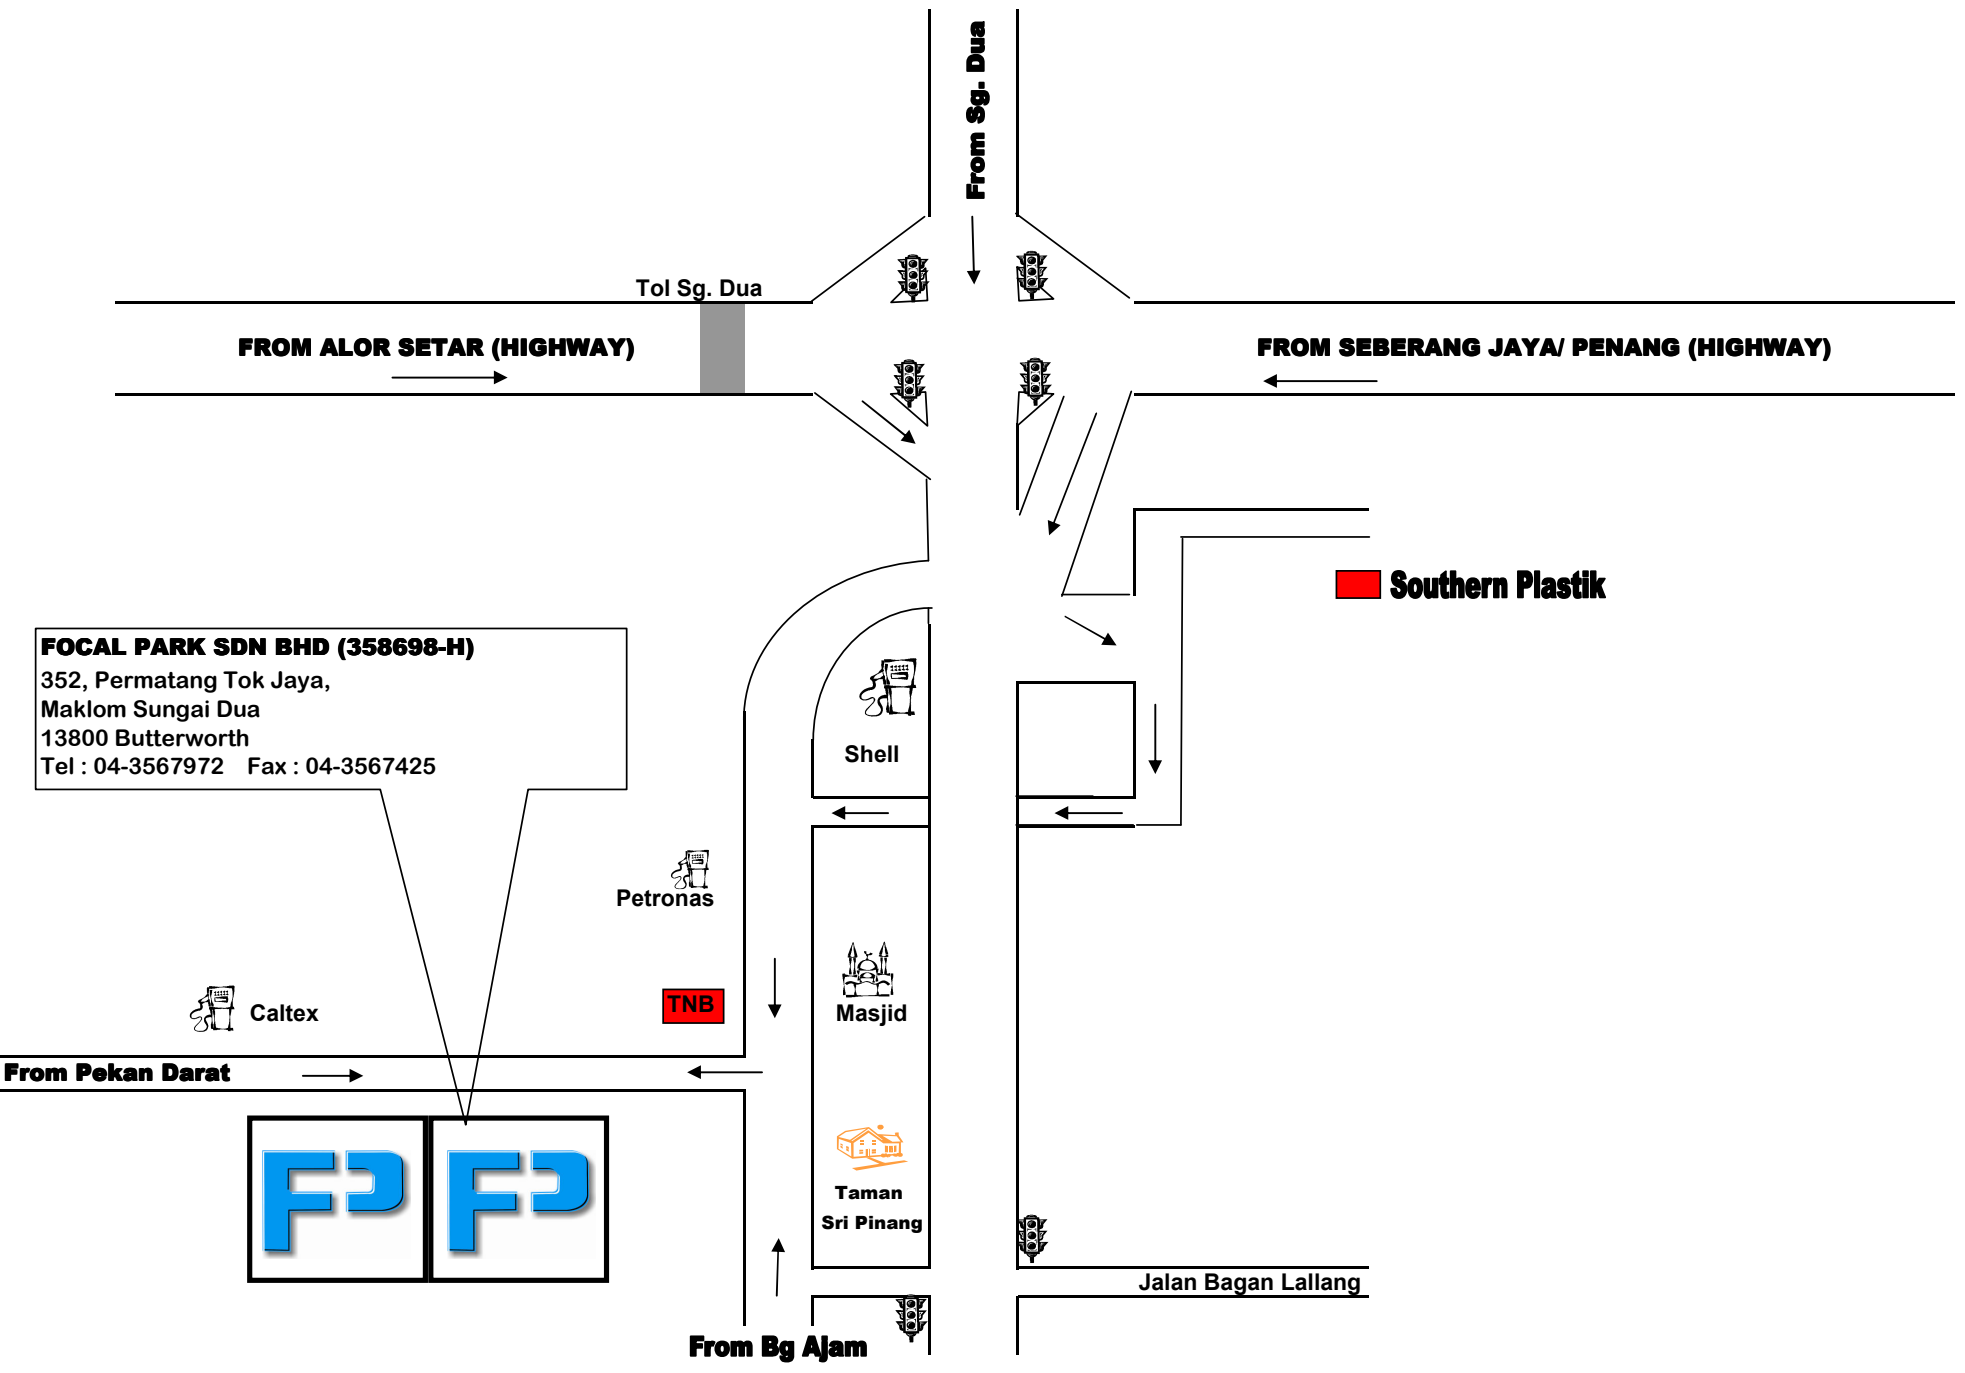 From Sg. Dua
Tol Sg. Dua
FROM ALOR SETAR (HIGHWAY)
FROM SEBERANG JAYA/ PENANG (HIGHWAY)
Southern Plastik
FOCAL PARK SDN BHD (358698-H)
352, Permatang Tok Jaya,
Maklom Sungai Dua
13800 Butterworth
Tel : 04-3567972 Fax : 04-3567425
Shell
Petronas
TNB
Caltex
Masjid
From Pekan Darat
FP FP
Taman
Sri Pinang
Jalan Bagan Lallang
From Bg Ajam